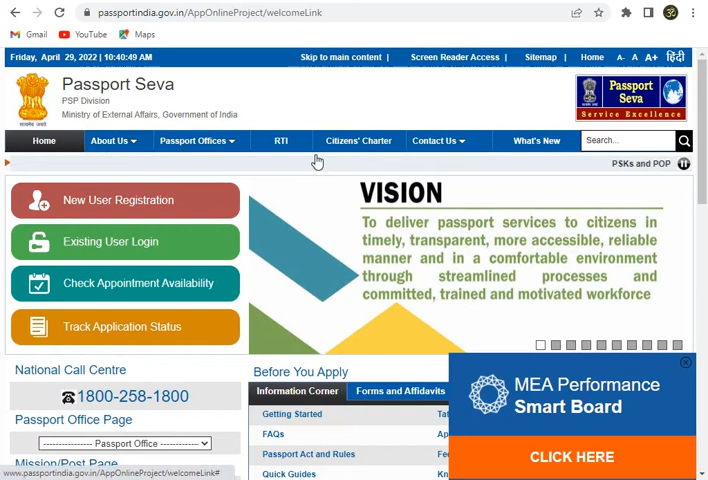 passportindia.gov.in/AppOnlineProject/welcomeLink
Gmail
YouTube
Maps
Friday, April 29, 2022 | 10:40:49 AM
Skip to main content |
Screen Reader Access |
Sitemap |
Home
A-
A
A+
हिंदी
Passport Seva
PSP Division
Ministry of External Affairs, Government of India
Passport
Seva
Service Excellence
Home
About Us
Passport Offices
RTI
Citizens' Charter
Contact Us
What's New
Search...
PSKs and POP
New User Registration
Existing User Login
Check Appointment Availability
Track Application Status
VISION
To deliver passport services to citizens in
timely, transparent, more accessible, reliable
manner and in a comfortable environment
through streamlined processes and
committed, trained and motivated workforce
National Call Centre
1800-258-1800
Passport Office Page
---------------- Passport Office ----------------
Mission/Post Page
Before You Apply
Information Corner
Forms and Affidavits
Getting Started
FAQs
Passport Act and Rules
Quick Guides
MEA Performance
Smart Board
CLICK HERE
www.passportindia.gov.in/AppOnlineProject/welcomeLink#